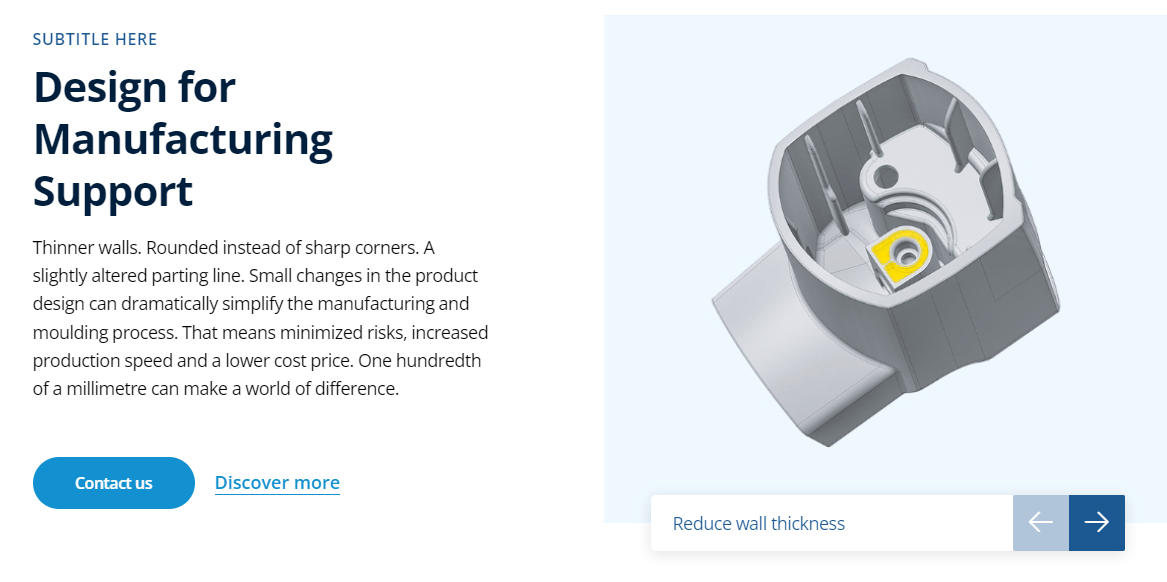 SUBTITLE HERE
Design for
Manufacturing
Support
Thinner walls. Rounded instead of sharp corners. A
slightly altered parting line. Small changes in the product
design can dramatically simplify the manufacturing and
moulding process. That means minimized risks, increased
production speed and a lower cost price. One hundredth
of a millimetre can make a world of difference.
Contact us
Discover more
Reduce wall thickness